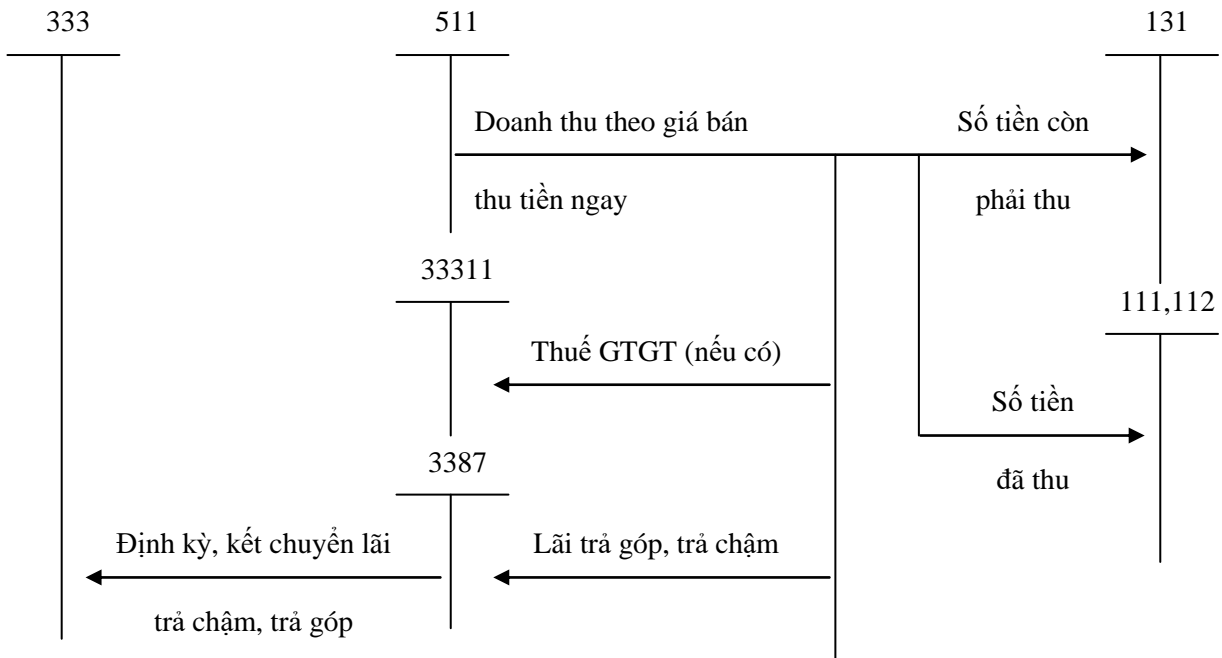 333
511
131
Doanh thu theo giá bán
Số tiền còn
thu tiền ngay
phải thu
33311
111,112
Thuế GTGT (nếu có)
Số tiền
đã thu
3387
Định kỳ, kết chuyển lãi
Lãi trả góp, trả chậm
trả chậm, trả góp